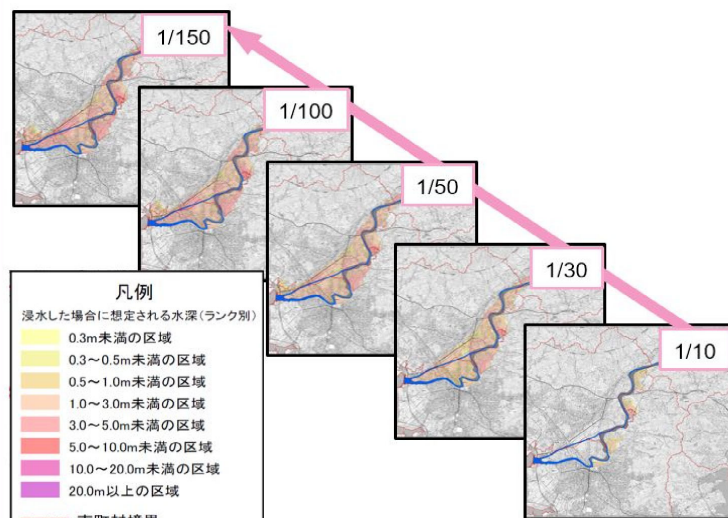 1/150
1/100
1/50
1/30
1/10
凡例
浸水した場合に想定される水深(ランク別)
0.3m未満の区域
0.3～0.5m未満の区域
0.5～1.0m未満の区域
1.0～3.0m未満の区域
3.0～5.0m未満の区域
5.0～10.0m未満の区域
10.0～20.0m未満の区域
20.0m以上の区域